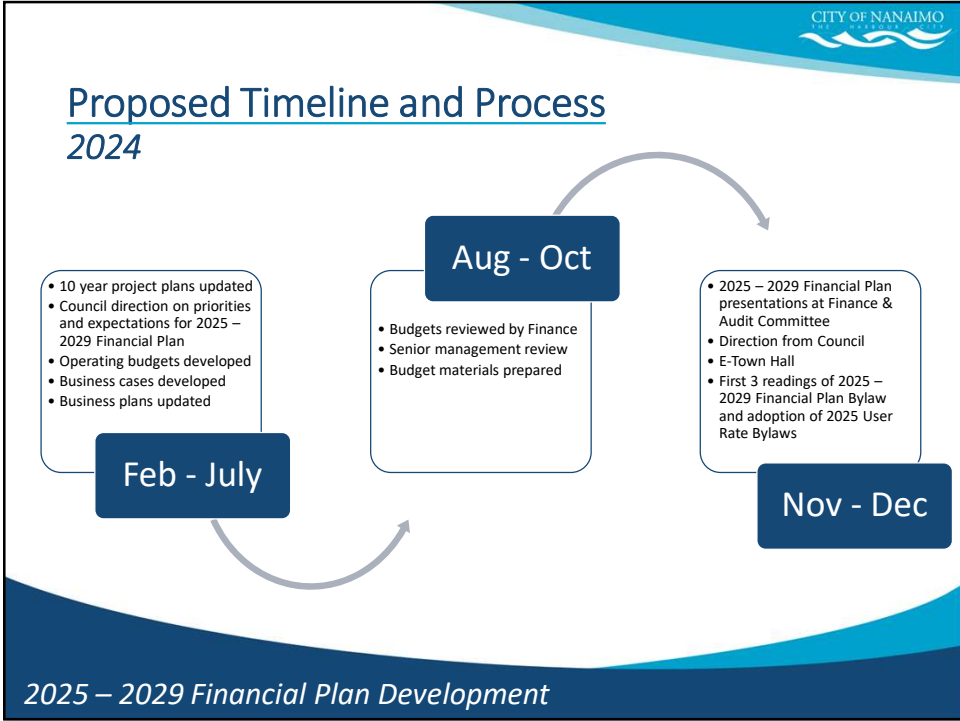 CITY OF NANAIMO
THE HARBOUR CITY
Proposed Timeline and Process
2024
• 10 year project plans updated
• Council direction on priorities
and expectations for 2025 –
2029 Financial Plan
• Operating budgets developed
• Business cases developed
• Business plans updated
Feb - July
Aug - Oct
• Budgets reviewed by Finance
• Senior management review
• Budget materials prepared
• 2025 – 2029 Financial Plan
presentations at Finance &
Audit Committee
• Direction from Council
• E-Town Hall
• First 3 readings of 2025 –
2029 Financial Plan Bylaw
and adoption of 2025 User
Rate Bylaws
Nov - Dec
2025 – 2029 Financial Plan Development